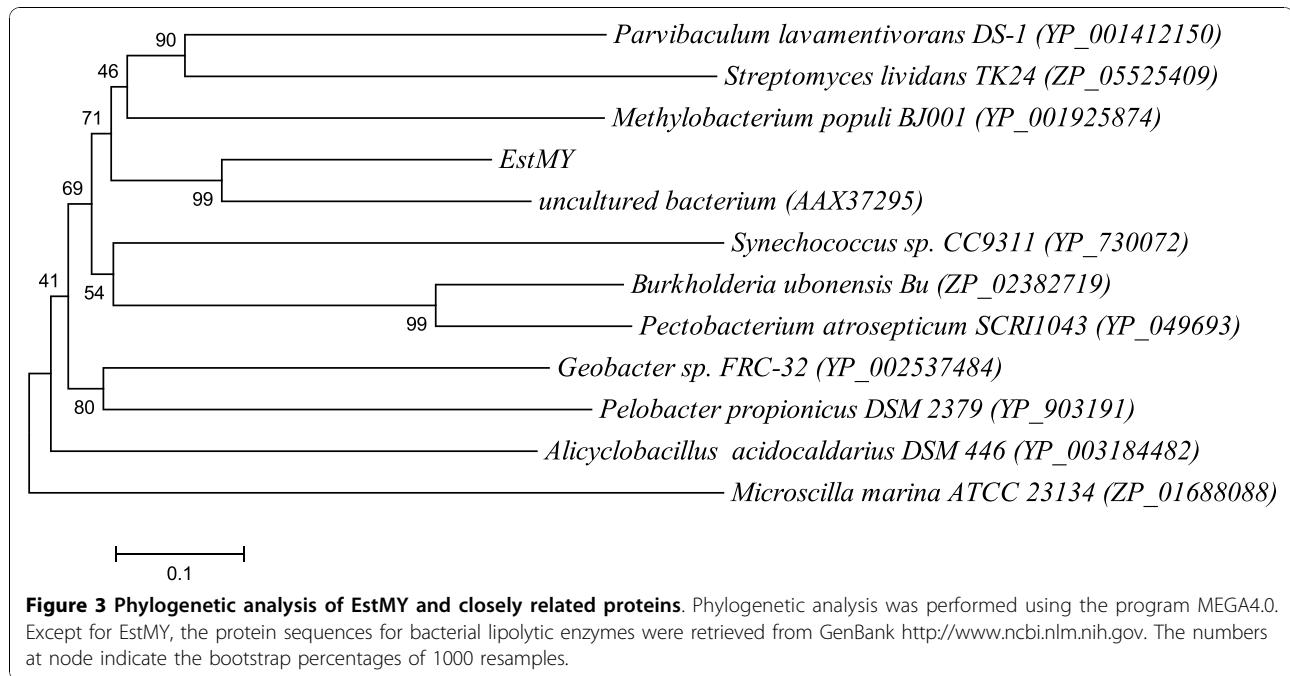 90
Parvibaculum lavamentivorans DS-1 (YP_001412150)
46
Streptomyces lividans TK24 (ZP_05525409)
71
Methylobacterium populi BJ001 (YP_001925874)
EstMY
69
99
uncultured bacterium (AAX37295)
Synechococcus sp. CC9311 (YP_730072)
41
54
Burkholderia ubonensis Bu (ZP_02382719)
99
Pectobacterium atrosepticum SCRI1043 (YP_049693)
Geobacter sp. FRC-32 (YP_002537484)
80
Pelobacter propionicus DSM 2379 (YP_903191)
Alicyclobacillus acidocaldarius DSM 446 (YP_003184482)
Microscilla marina ATCC 23134 (ZP_01688088)
0.1
Figure 3 Phylogenetic analysis of EstMY and closely related proteins. Phylogenetic analysis was performed using the program MEGA4.0.
Except for EstMY, the protein sequences for bacterial lipolytic enzymes were retrieved from GenBank http://www.ncbi.nlm.nih.gov. The numbers
at node indicate the bootstrap percentages of 1000 resamples.